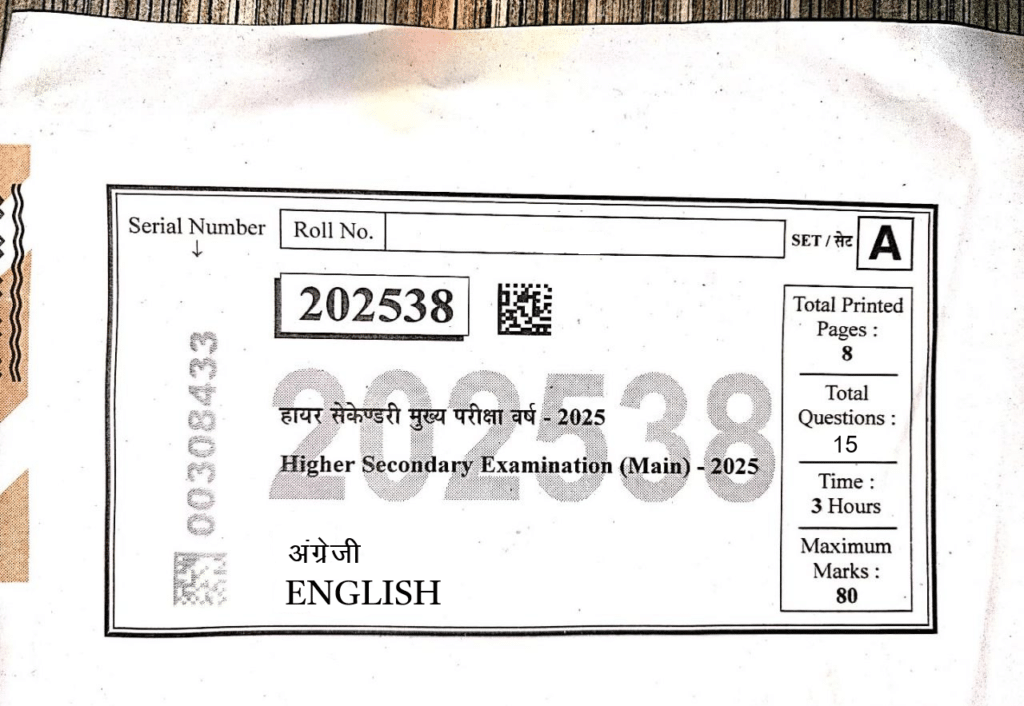 Serial Number
↓
Roll No.
SET / सेट A
202538
00308433
202538
हायर सेकेण्डरी मुख्य परीक्षा वर्ष - 2025
Higher Secondary Examination (Main) - 2025
अंग्रेजी
ENGLISH
Total Printed
Pages :
8
Total
Questions :
15
Time :
3 Hours
Maximum
Marks :
80